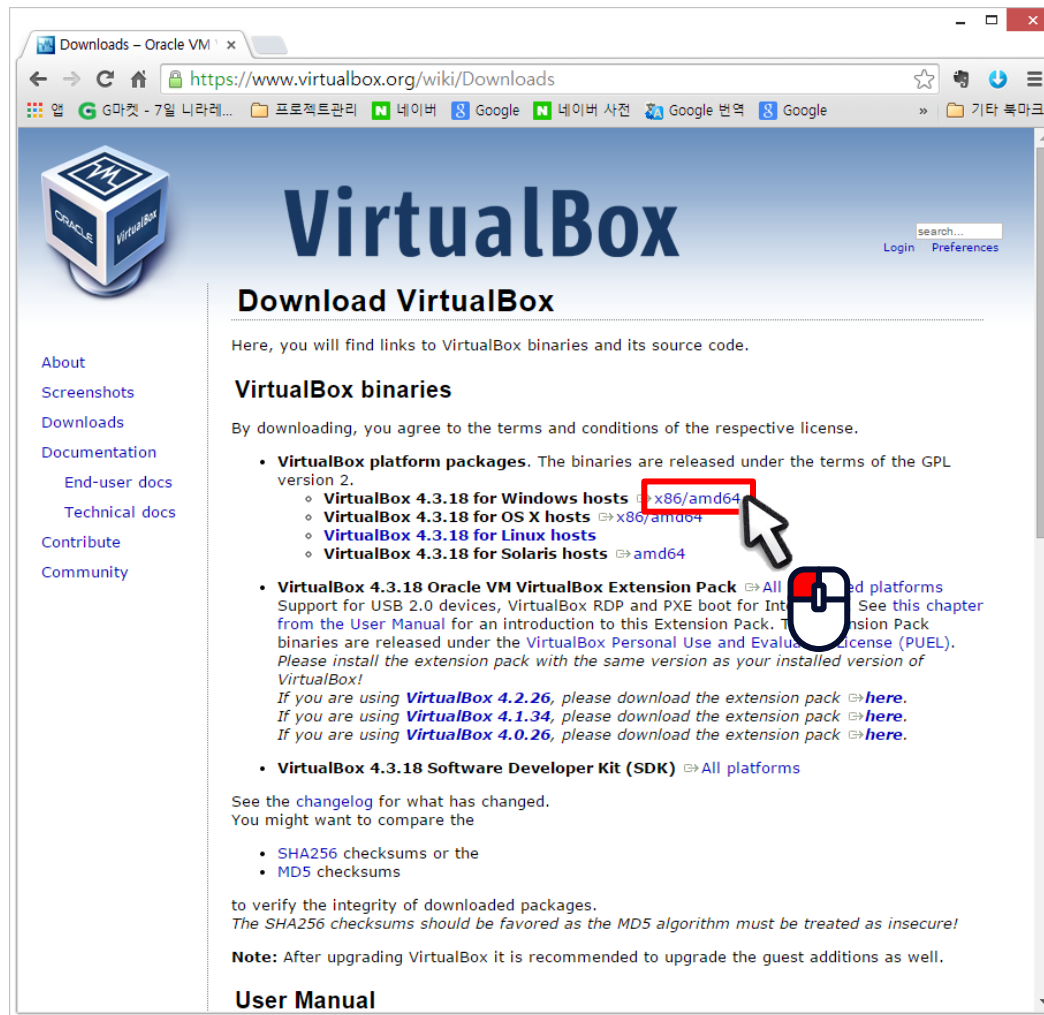 Downloads – Oracle VM
https://www.virtualbox.org/wiki/Downloads
앱 G마켓 - 7일 니라레... 프로젝트관리 네이버 Google 네이버 사전 Google 번역 Google » 기타 북마크
ORACLE VirtualBox
VirtualBox
search...
Login Preferences
Download VirtualBox
Here, you will find links to VirtualBox binaries and its source code.
About
Screenshots
Downloads
Documentation
End-user docs
Technical docs
Contribute
Community
VirtualBox binaries
By downloading, you agree to the terms and conditions of the respective license.
• VirtualBox platform packages. The binaries are released under the terms of the GPL
version 2.
VirtualBox 4.3.18 for Windows hosts x86/amd64
VirtualBox 4.3.18 for OS X hosts x86/amd64
VirtualBox 4.3.18 for Linux hosts
VirtualBox 4.3.18 for Solaris hosts amd64
• VirtualBox 4.3.18 Oracle VM VirtualBox Extension Pack All platforms
Support for USB 2.0 devices, VirtualBox RDP and PXE boot for See this chapter
from the User Manual for an introduction to this Extension Pack. Pack
binaries are released under the VirtualBox Personal Use and License (PUEL).
Please install the extension pack with the same version as your installed version of
VirtualBox!
If you are using VirtualBox 4.2.26, please download the extension pack here.
If you are using VirtualBox 4.1.34, please download the extension pack here.
If you are using VirtualBox 4.0.26, please download the extension pack here.
• VirtualBox 4.3.18 Software Developer Kit (SDK) All platforms
See the changelog for what has changed.
You might want to compare the
• SHA256 checksums or the
• MD5 checksums
to verify the integrity of downloaded packages.
The SHA256 checksums should be favored as the MD5 algorithm must be treated as insecure!
Note: After upgrading VirtualBox it is recommended to upgrade the guest additions as well.
User Manual